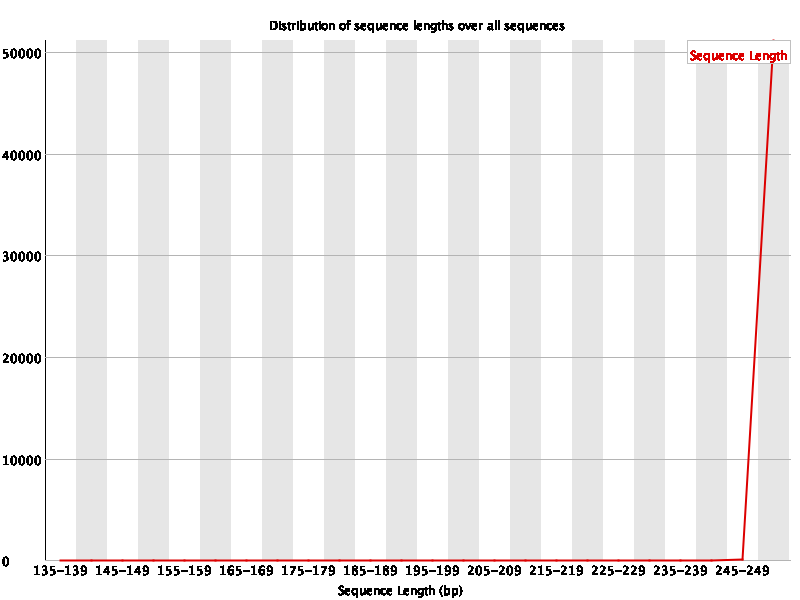 Distribution of sequence lengths over all sequences
Sequence Length
50000
40000
30000
20000
10000
0
135-139 145-149 155-159 165-169 175-179 185-189 195-199 205-209 215-219 225-229 235-239 245-249
Sequence Length (bp)